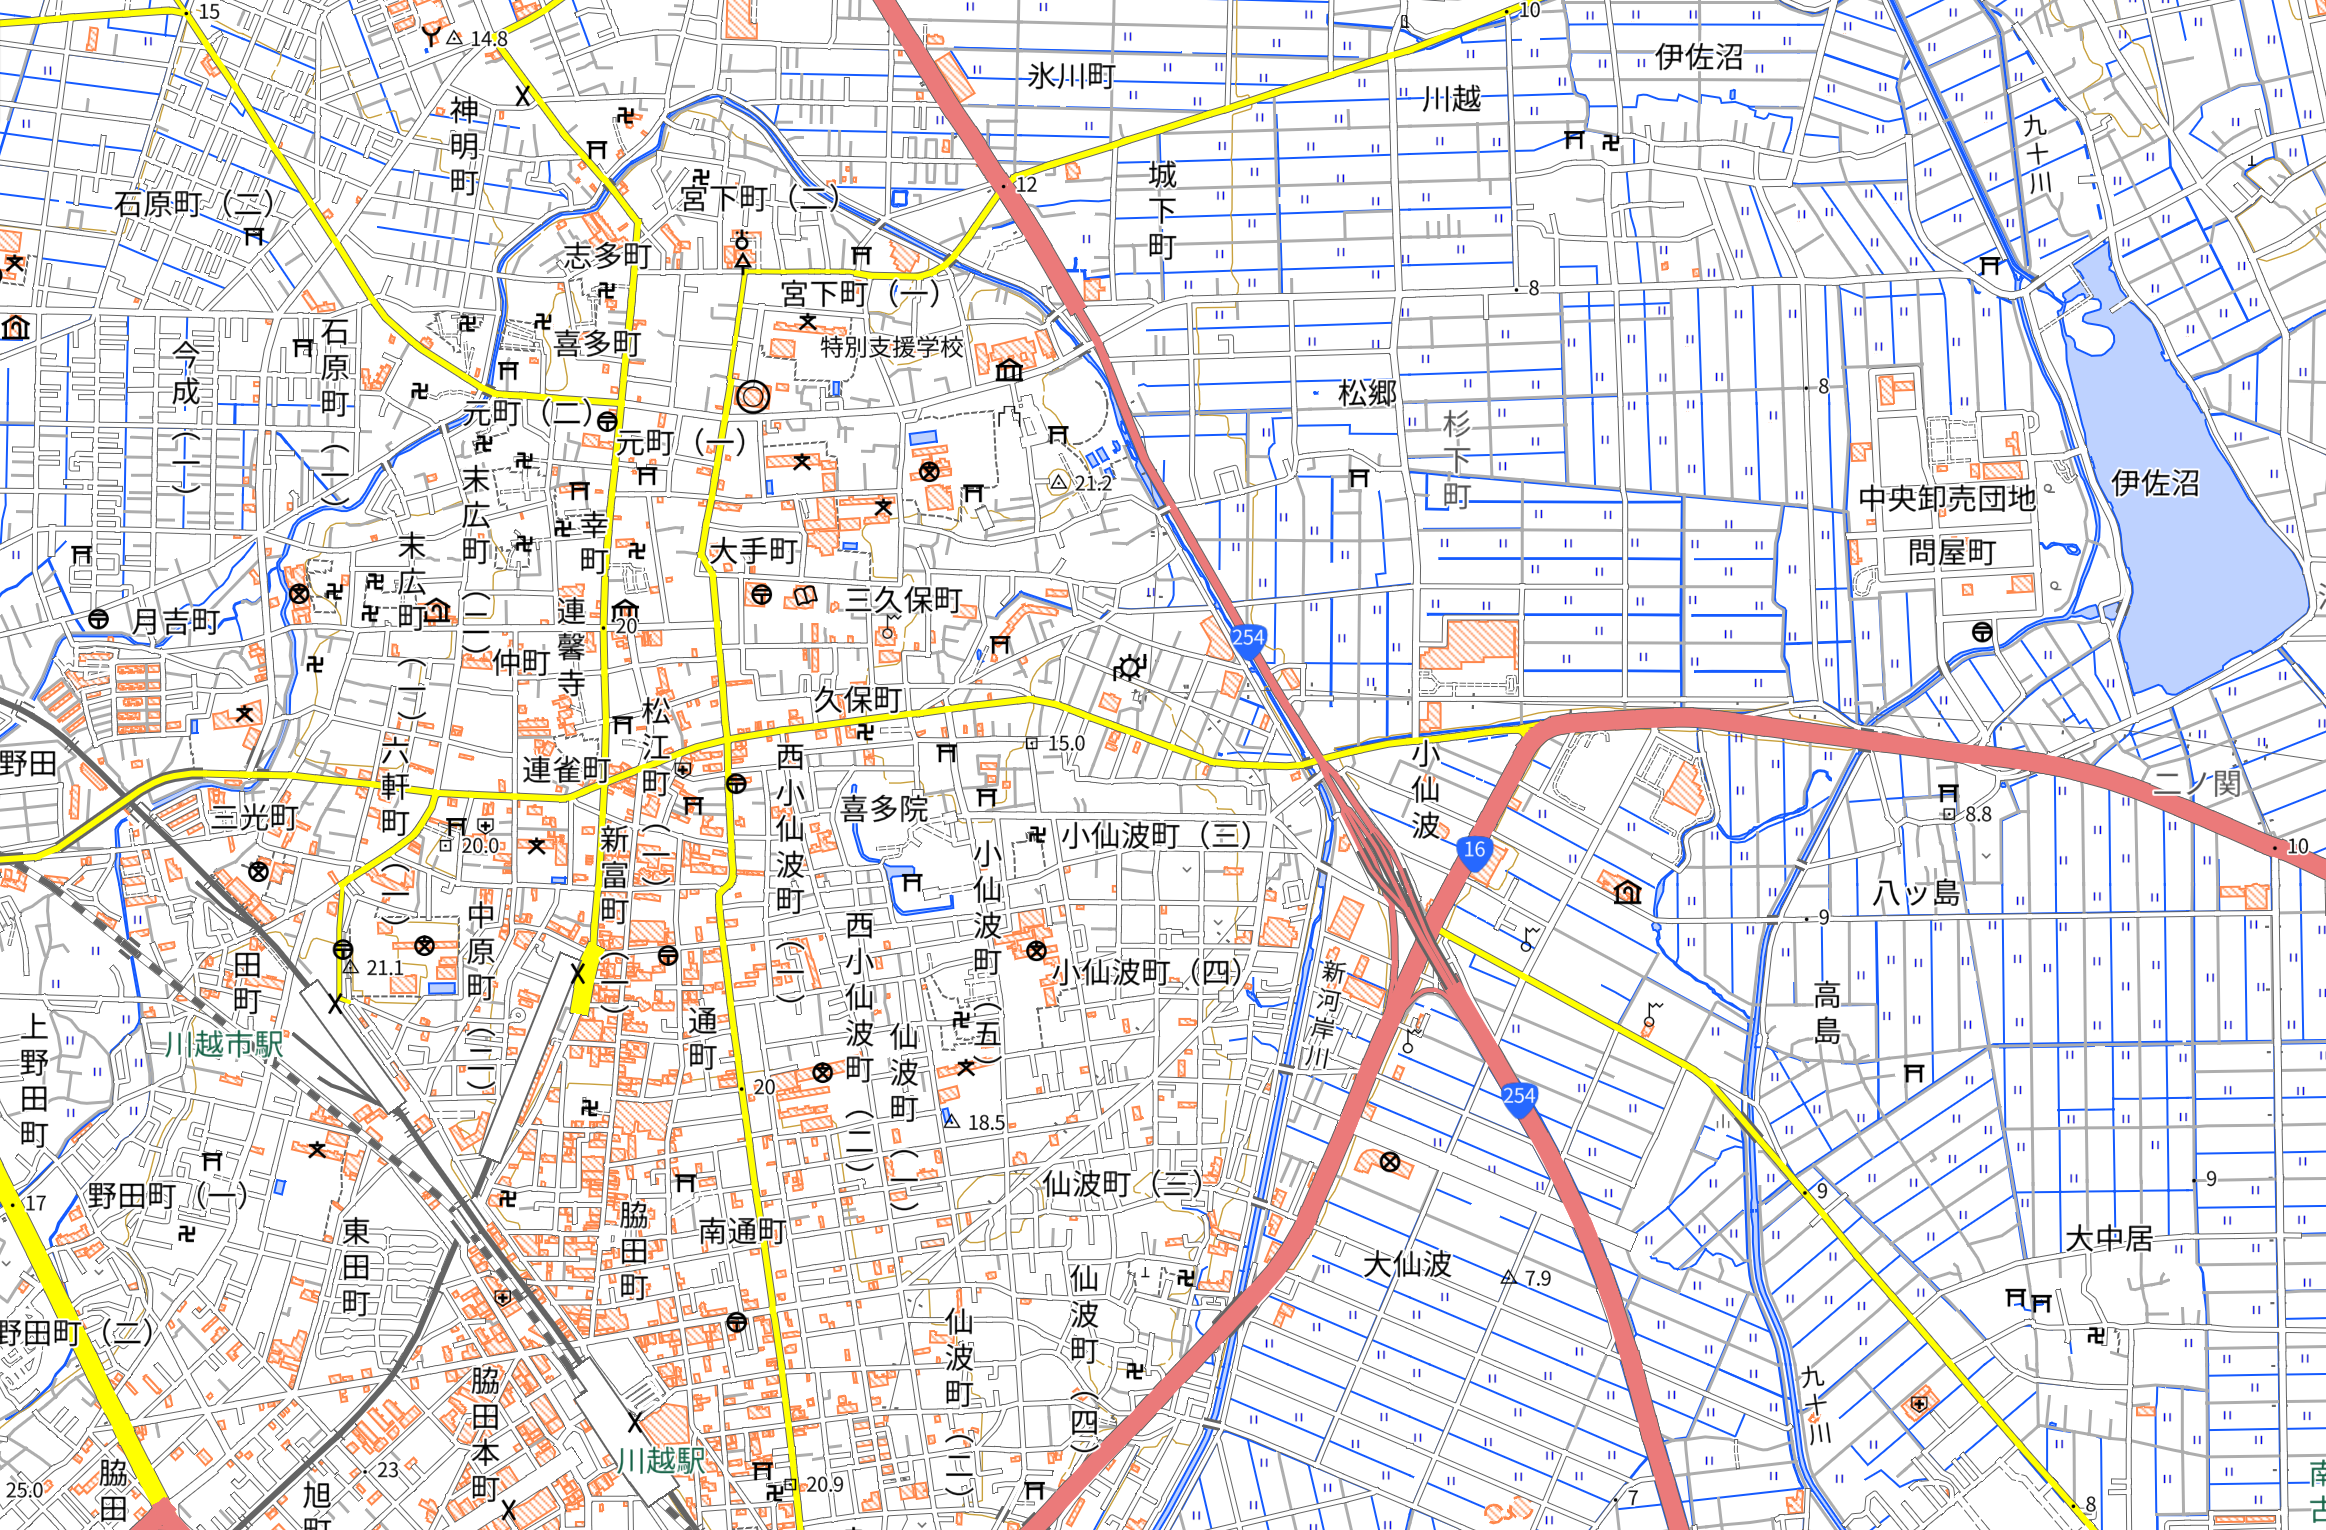 15
14.8
10
伊佐沼
氷川町
川越
神明町
九十川
城下町
12
石原町（二）
宮下町（二）
志多町
宮下町（一）
8
石原町（一）
今成（一）
喜多町
特別支援学校
松郷
8
杉下町
元町（二）
元町（一）
21.2
伊佐沼
中央卸売団地
末広町（二）
幸町
大手町
問屋町
末広町（一）
連雀町
連馨寺
三久保町
月吉町
20
仲町
254
久保町
松江町（一）
15.0
西小仙波町（一）
小仙波
六軒町（一）
野田
二ノ関
三光町
喜多院
小仙波町（三）
8.8
新富町（一）
20.0
16
10
小仙波町（五）
八ッ島
中原町（二）
西小仙波町（二）
9
田町
21.1
小仙波町（四）
新河岸川
高島
上野田町
川越市駅
通町
仙波町（一）
20
254
18.5
仙波町（三）
9
9
17
野田町（一）
脇田町
南通町
東田町
大中居
大仙波
7.9
仙波町（四）
仙波町（二）
野田町（二）
脇田本町
九十川
川越駅
23
25.0
脇田
旭町
20.9
7
8